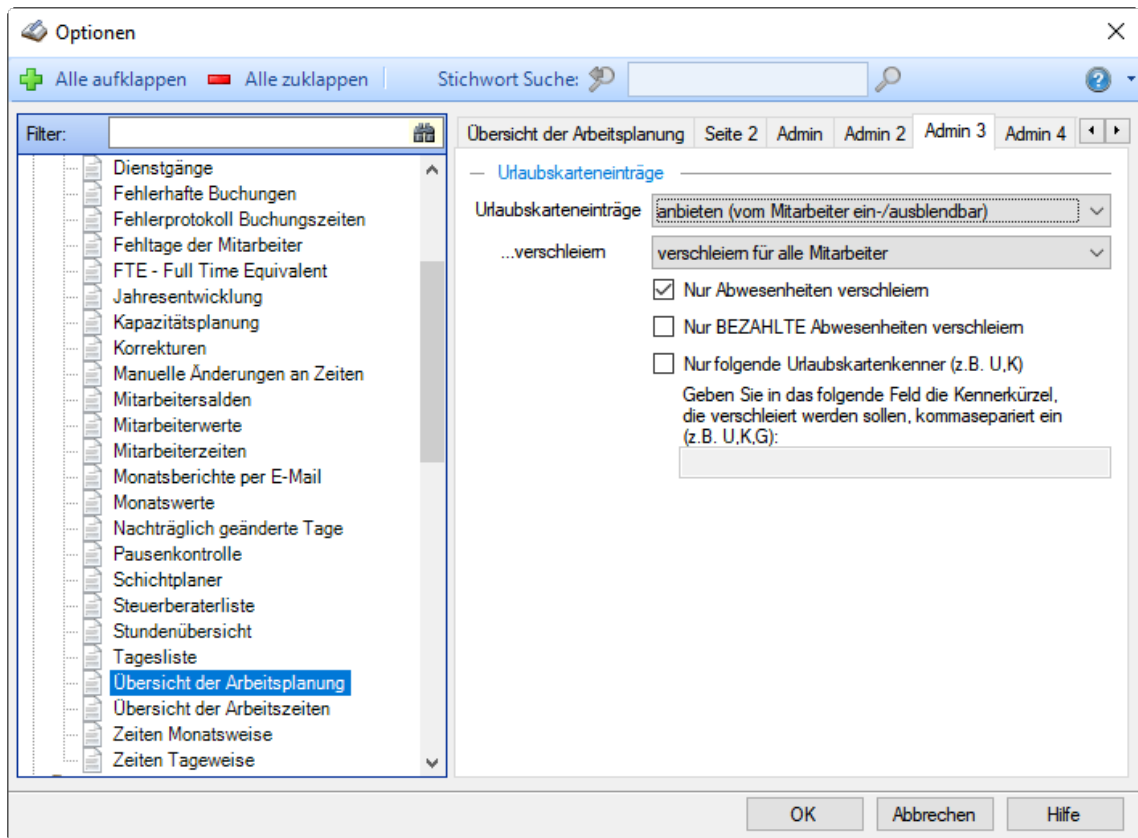 Optionen
Alle aufklappen Alle zuklappen Stichwort Suche:
Filter:
Dienstgänge
Fehlerhafte Buchungen
Fehlerprotokoll Buchungszeiten
Fehltage der Mitarbeiter
FTE - Full Time Equivalent
Jahresentwicklung
Kapazitätsplanung
Korrekturen
Manuelle Änderungen an Zeiten
Mitarbeitersalden
Mitarbeiterwerte
Mitarbeiterzeiten
Monatsberichte per E-Mail
Monatswerte
Nachträglich geänderte Tage
Pausenkontrolle
Schichtplaner
Steuerberaterliste
Stundenübersicht
Tagesliste
Übersicht der Arbeitsplanung
Übersicht der Arbeitszeiten
Zeiten Monatsweise
Zeiten Tageweise
Übersicht der Arbeitsplanung Seite 2 Admin Admin 2 Admin 3 Admin 4
Urlaubskarteneinträge
Urlaubskarteneinträge anbieten (vom Mitarbeiter ein-/ausblendbar)
...verschleiern verschleiern für alle Mitarbeiter
Nur Abwesenheiten verschleiern
Nur BEZAHLTE Abwesenheiten verschleiern
Nur folgende Urlaubskartenkenner (z.B. U,K)
Geben Sie in das folgende Feld die Kennerkürzel,
die verschleiert werden sollen, kommasepariert ein
(z.B. U,K,G):
OK Abbrechen Hilfe